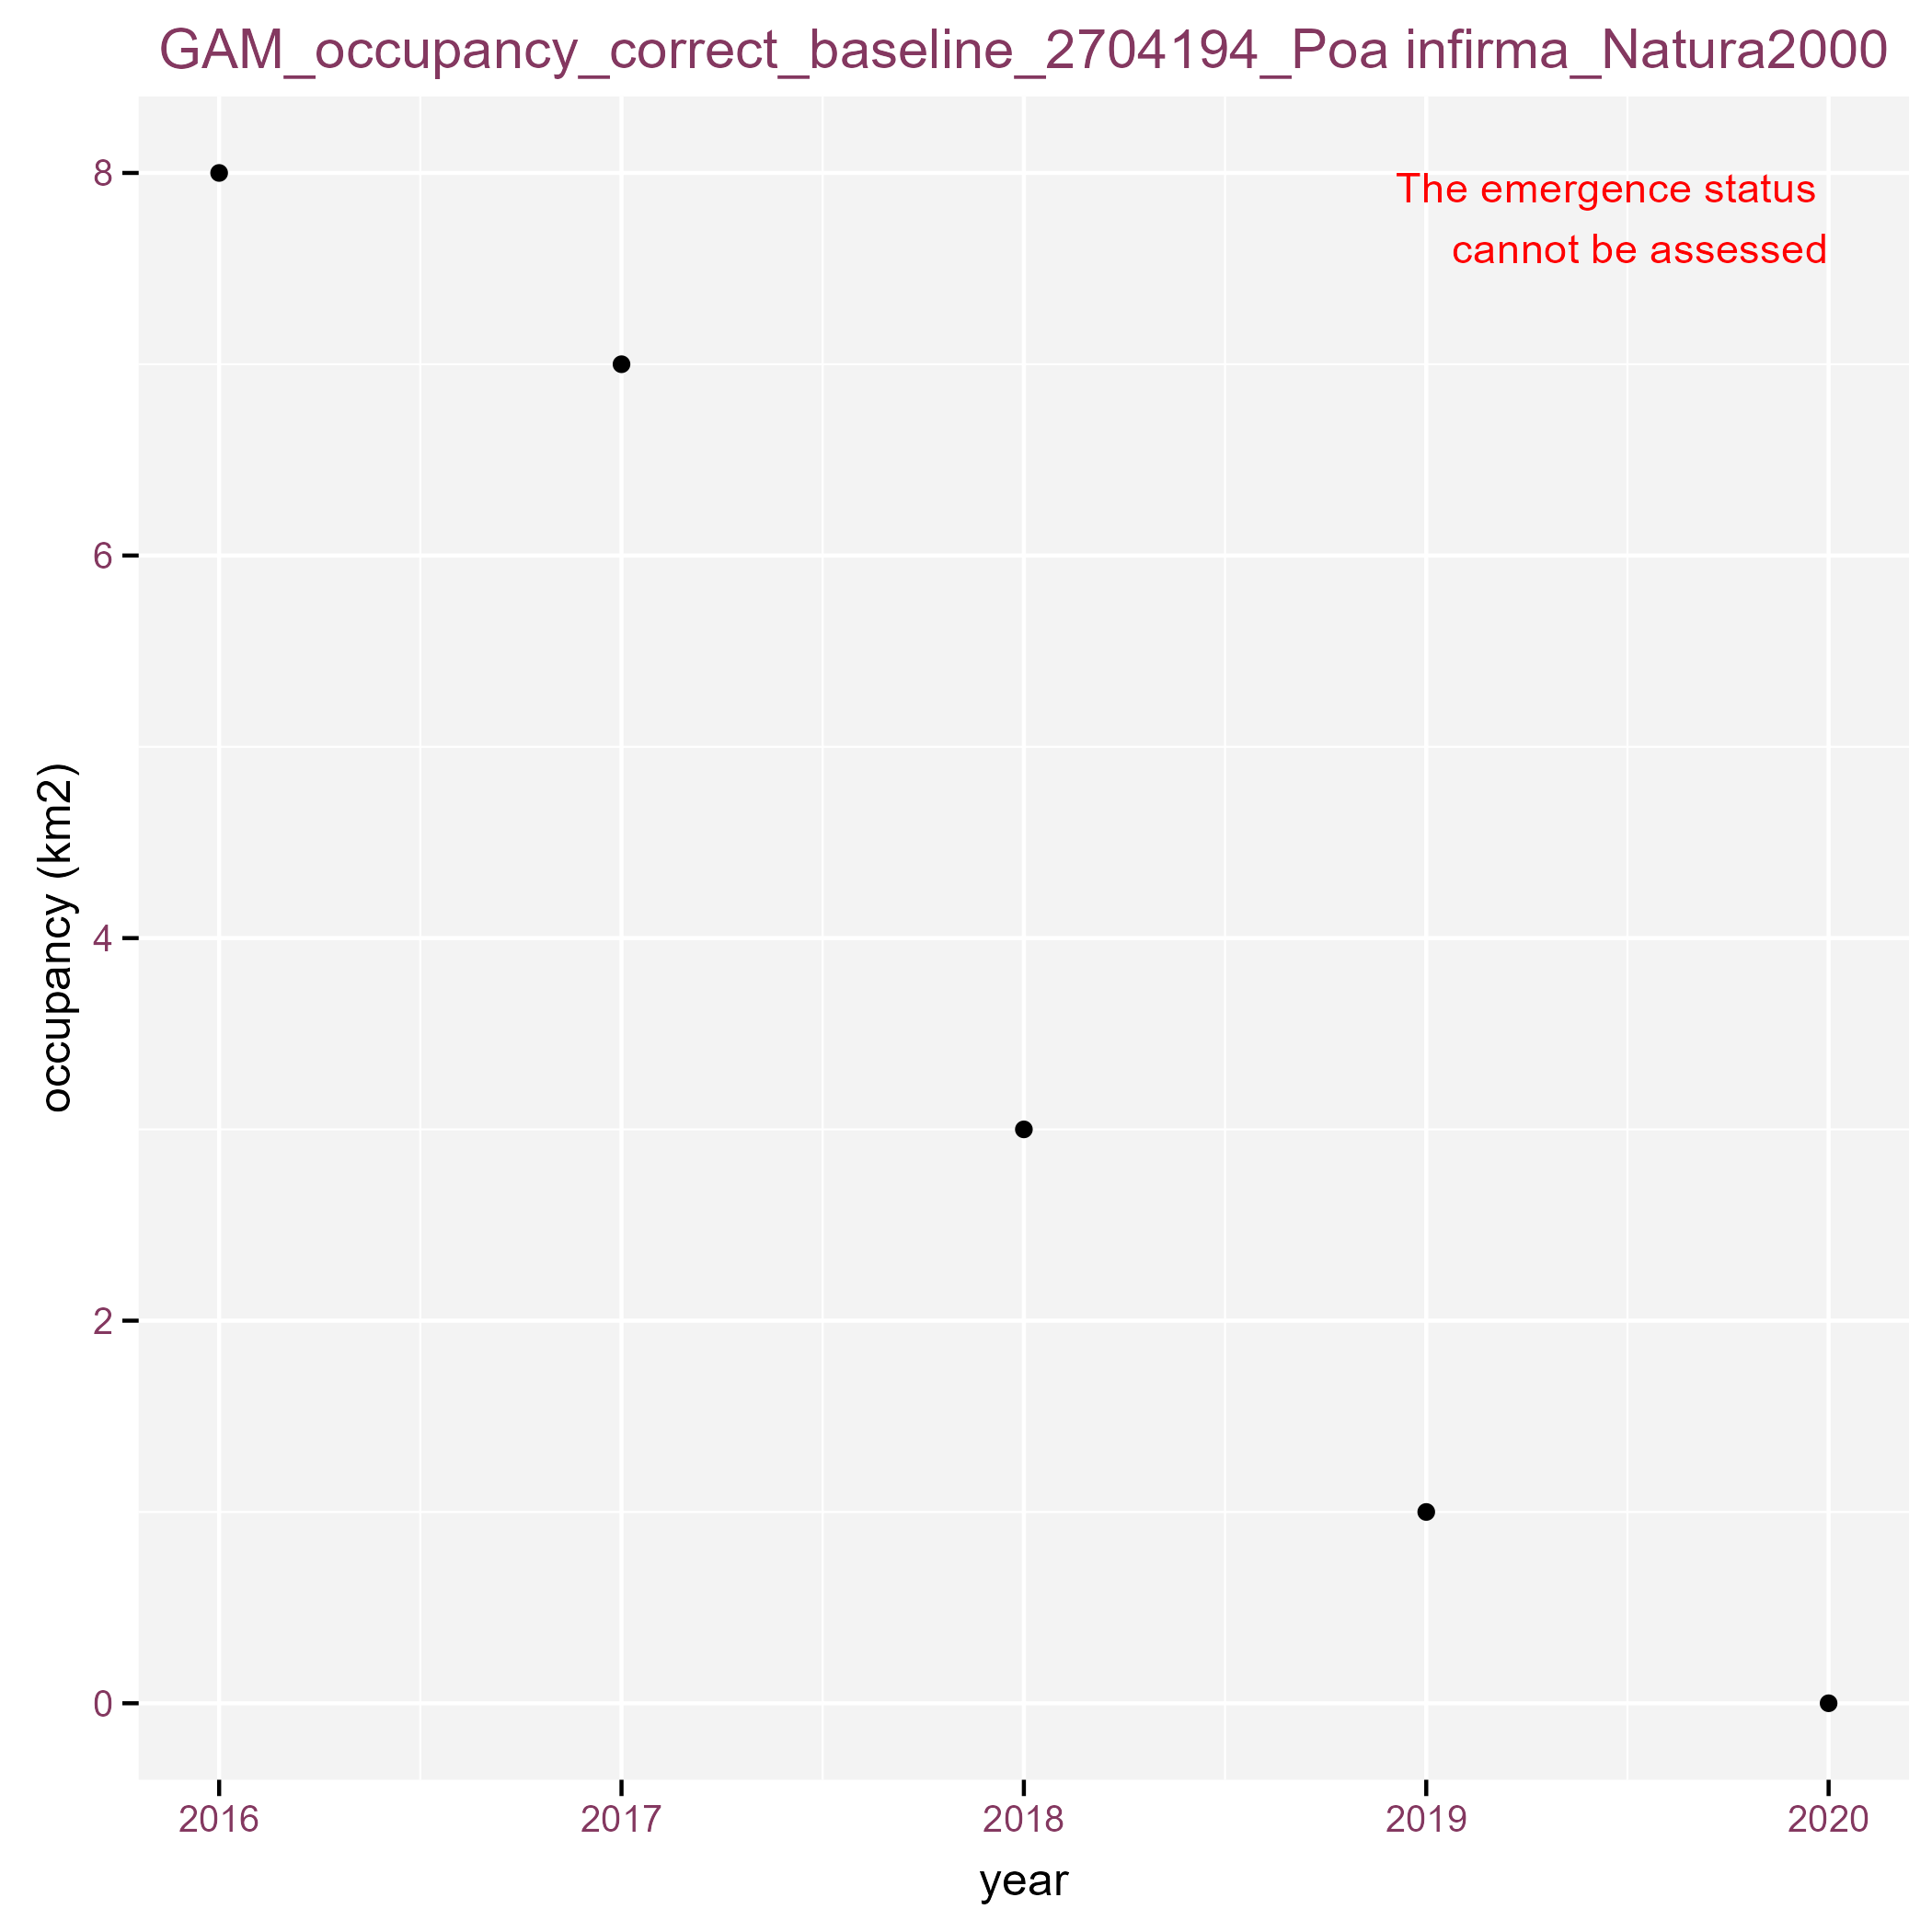 GAM_occupancy_correct_baseline_2704194_Poa infirma_Natura2000
The emergence status
cannot be assessed
8
6
4
2
0
occupancy (km2)
2016
2017
2018
2019
2020
year